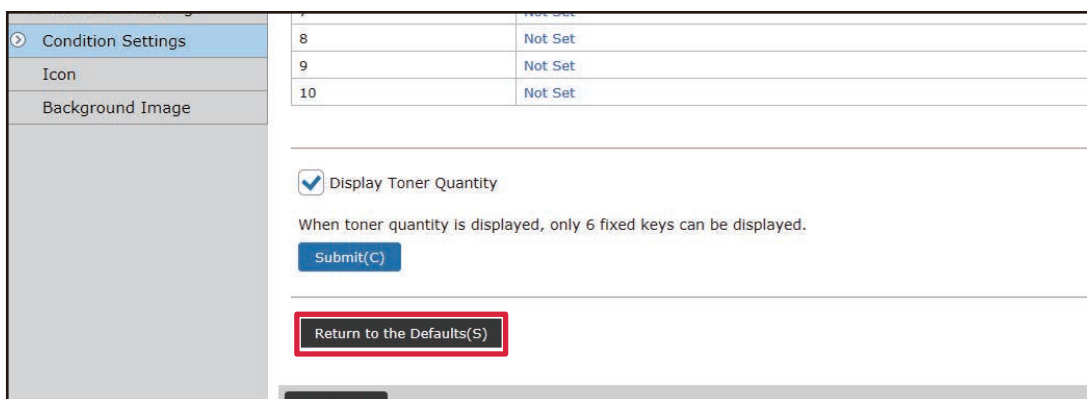 Condition Settings
Icon
Background Image
8 Not Set
9 Not Set
10 Not Set
Display Toner Quantity
When toner quantity is displayed, only 6 fixed keys can be displayed.
Submit(C)
Return to the Defaults(S)